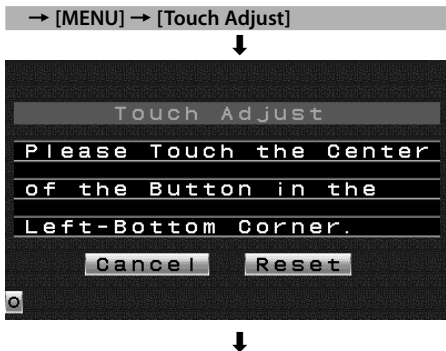 → [MENU] → [Touch Adjust]
Touch Adjust
Please Touch the Center
of the Button in the
Left-Bottom Corner.
Cancel Reset
o